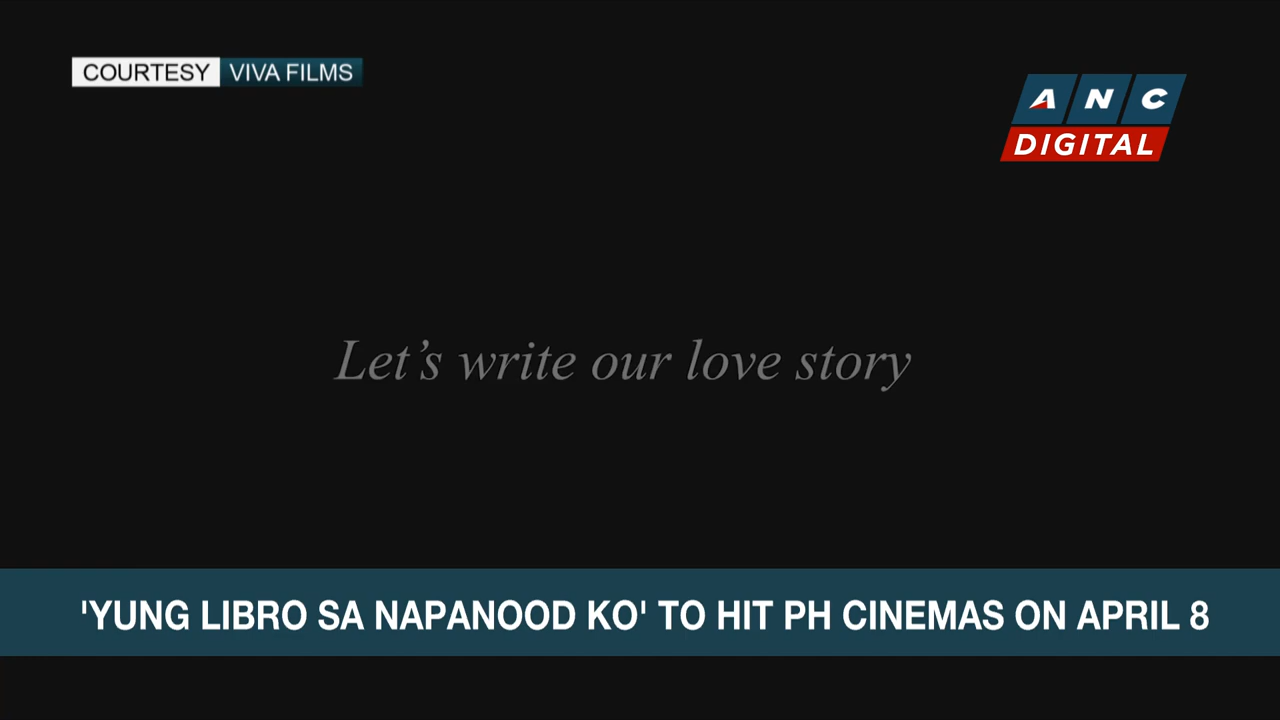 COURTESY VIVA FILMS
ANC
DIGITAL
Let’s write our love story
'YUNG LIBRO SA NAPANOOD KO' TO HIT PH CINEMAS ON APRIL 8